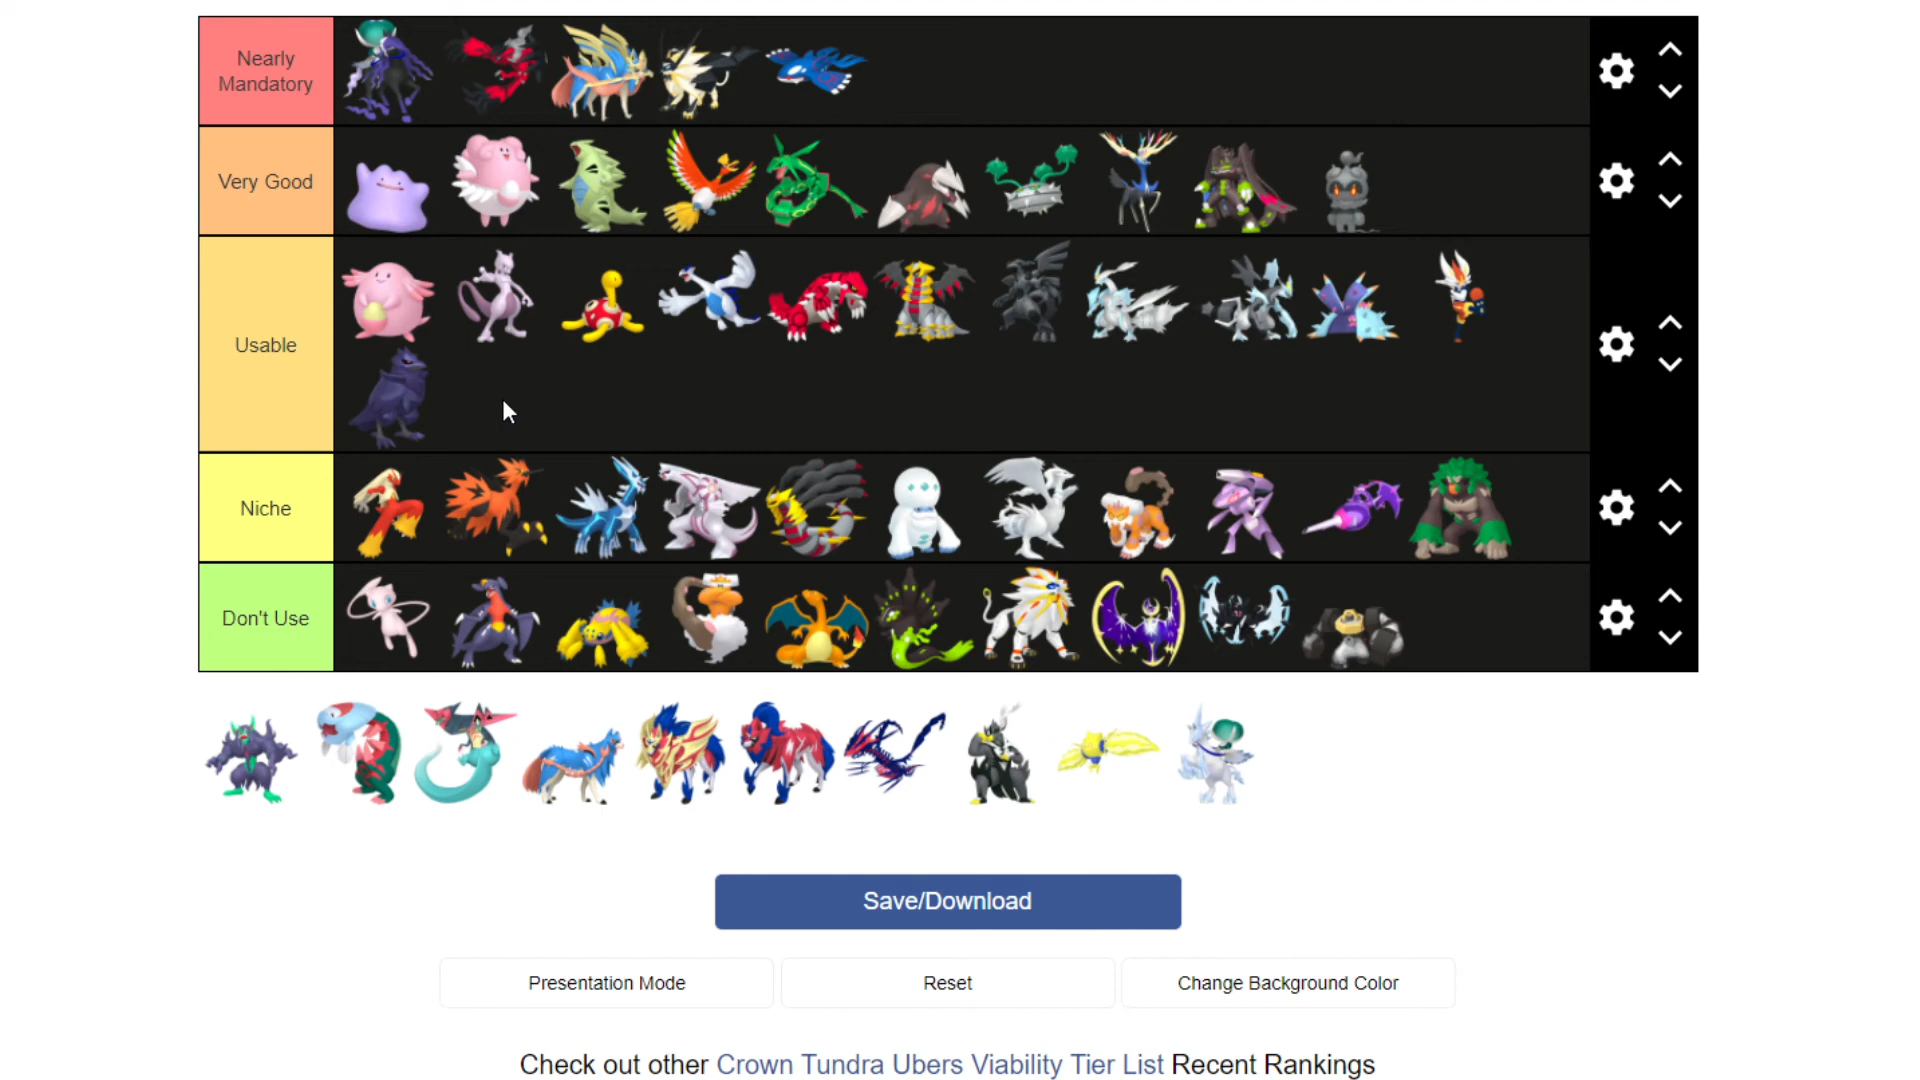 Nearly
Mandatory
Very Good
Usable
Niche
Don't Use
Save/Download
Presentation Mode
Reset
Change Background Color
Check out other Crown Tundra Ubers Viability Tier List Recent Rankings